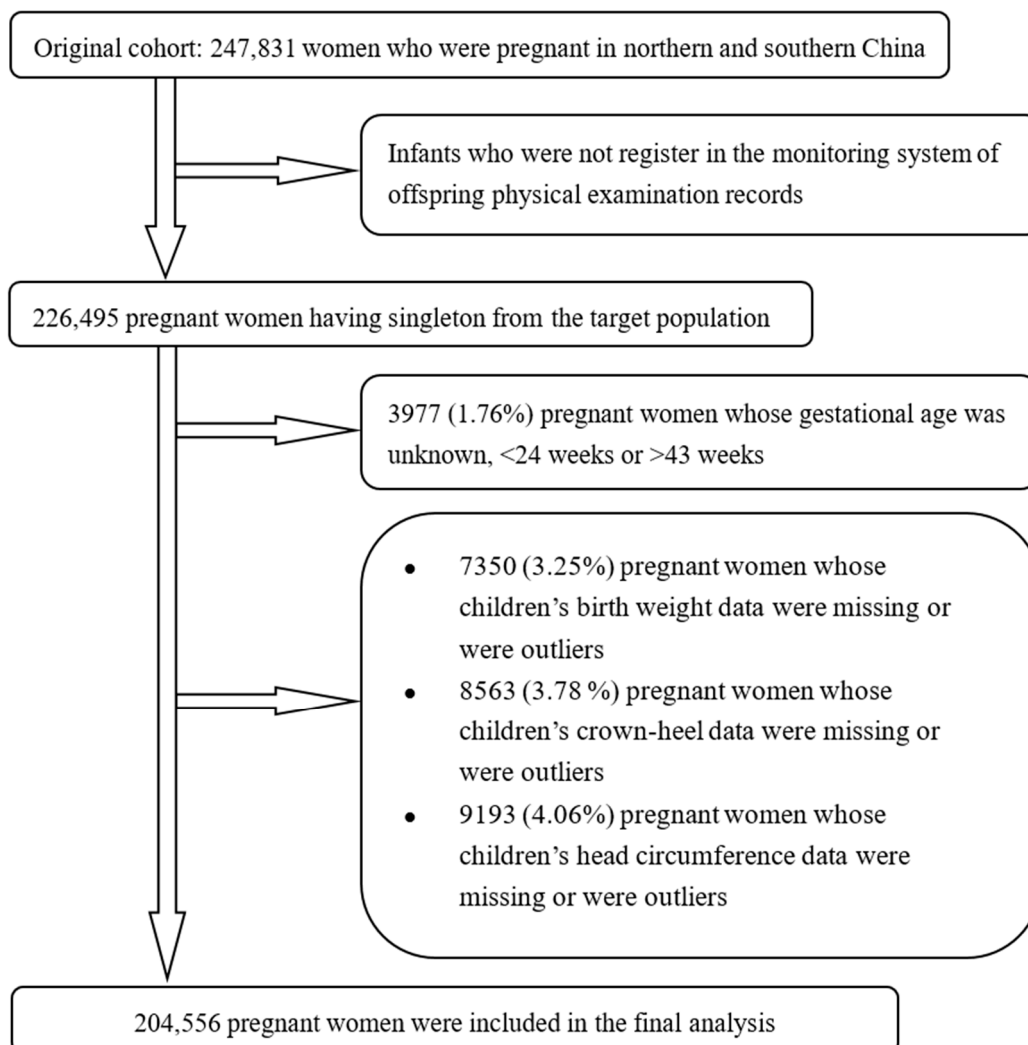 Original cohort: 247,831 women who were pregnant in northern and southern China
Infants who were not register in the monitoring system of
offspring physical examination records
226,495 pregnant women having singleton from the target population
3977 (1.76%) pregnant women whose gestational age was
unknown, <24 weeks or >43 weeks
• 7350 (3.25%) pregnant women whose
children’s birth weight data were missing or
were outliers
• 8563 (3.78 %) pregnant women whose
children’s crown-heel data were missing or
were outliers
• 9193 (4.06%) pregnant women whose
children’s head circumference data were
missing or were outliers
204,556 pregnant women were included in the final analysis